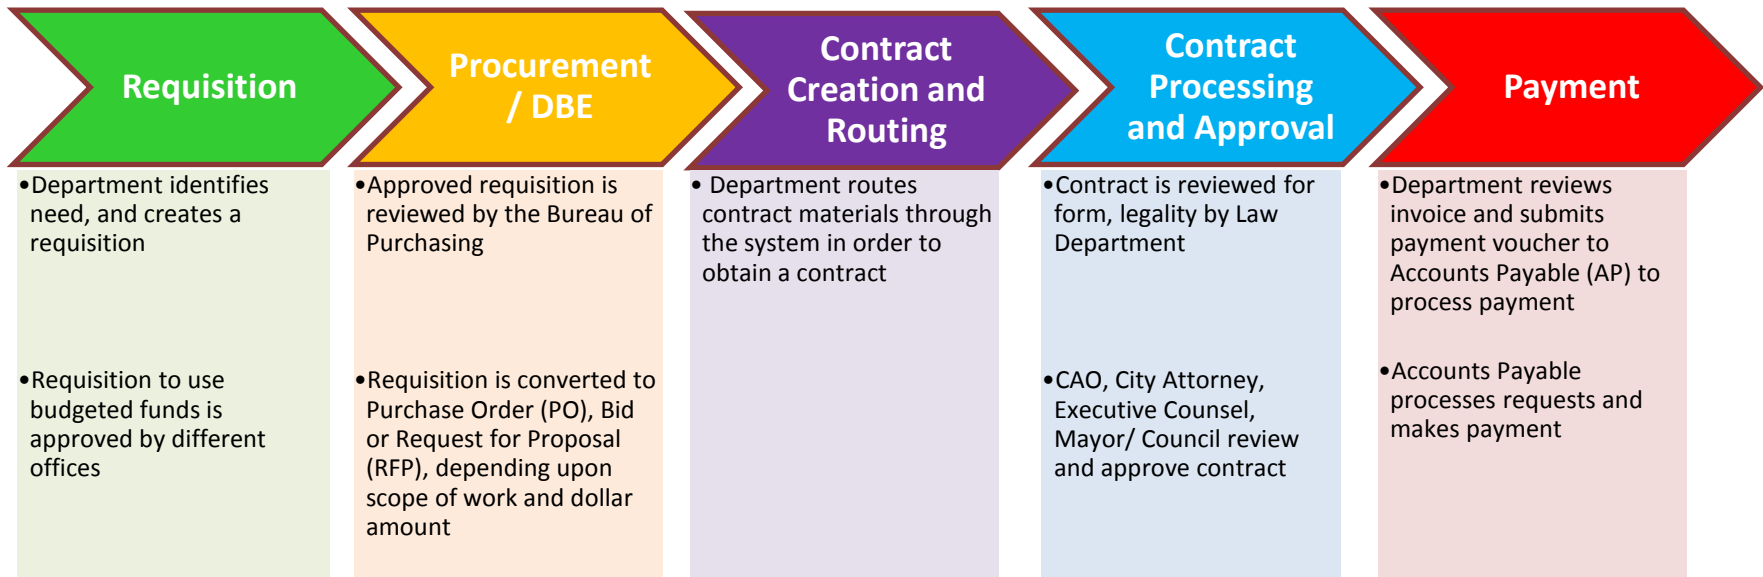 Requisition
Procurement
/ DBE
Contract
Creation and
Routing
Contract
Processing
and Approval
Payment
•Department identifies
need, and creates a
requisition
•Requisition to use
budgeted funds is
approved by different
offices
•Approved requisition is
reviewed by the Bureau of
Purchasing
•Requisition is converted to
Purchase Order (PO), Bid
or Request for Proposal
(RFP), depending upon
scope of work and dollar
amount
• Department routes
contract materials through
the system in order to
obtain a contract
•Contract is reviewed for
form, legality by Law
Department
•CAO, City Attorney,
Executive Counsel,
Mayor/ Council review
and approve contract
•Department reviews
invoice and submits
payment voucher to
Accounts Payable (AP) to
process payment
•Accounts Payable
processes requests and
makes payment